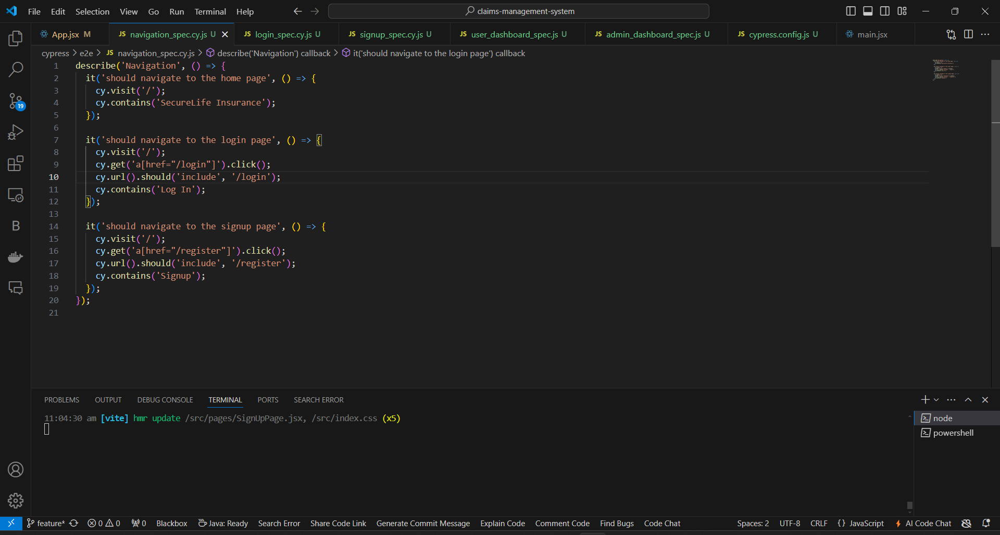 File Edit Selection View Go Run Terminal Help
claims-management-system
App.jsx M
navigation_spec.cy.js U
login_spec.cy.js U
signup_spec.cy.js U
user_dashboard_spec.js U
admin_dashboard_spec.js U
cypress.config.js U
main.jsx
cypress > e2e > JS navigation_spec.cy.js > describe('Navigation') callback > it('should navigate to the login page') callback
1 describe('Navigation', () => {
2 it('should navigate to the home page', () => {
3 cy.visit('/');
4 cy.contains('SecureLife Insurance');
5 });
6
7 it('should navigate to the login page', () => {
8 cy.visit('/');
9 cy.get('a[href="/login"]').click();
10 cy.url().should('include', '/login');
11 cy.contains('Log In');
12 });
13
14 it('should navigate to the signup page', () => {
15 cy.visit('/');
16 cy.get('a[href="/register"]').click();
17 cy.url().should('include', '/register');
18 cy.contains('Signup');
19 });
20 });
21
19
B
PROBLEMS OUTPUT DEBUG CONSOLE TERMINAL PORTS SEARCH ERROR
11:04:30 am [vite] hmr update /src/pages/SignUpPage.jsx, /src/index.css (x5)
node
powershell
feature* 0 0 0 Blackbox Java: Ready Search Error Share Code Link Generate Commit Message Explain Code Comment Code Find Bugs Code Chat Spaces: 2 UTF-8 CRLF {} JavaScript AI Code Chat